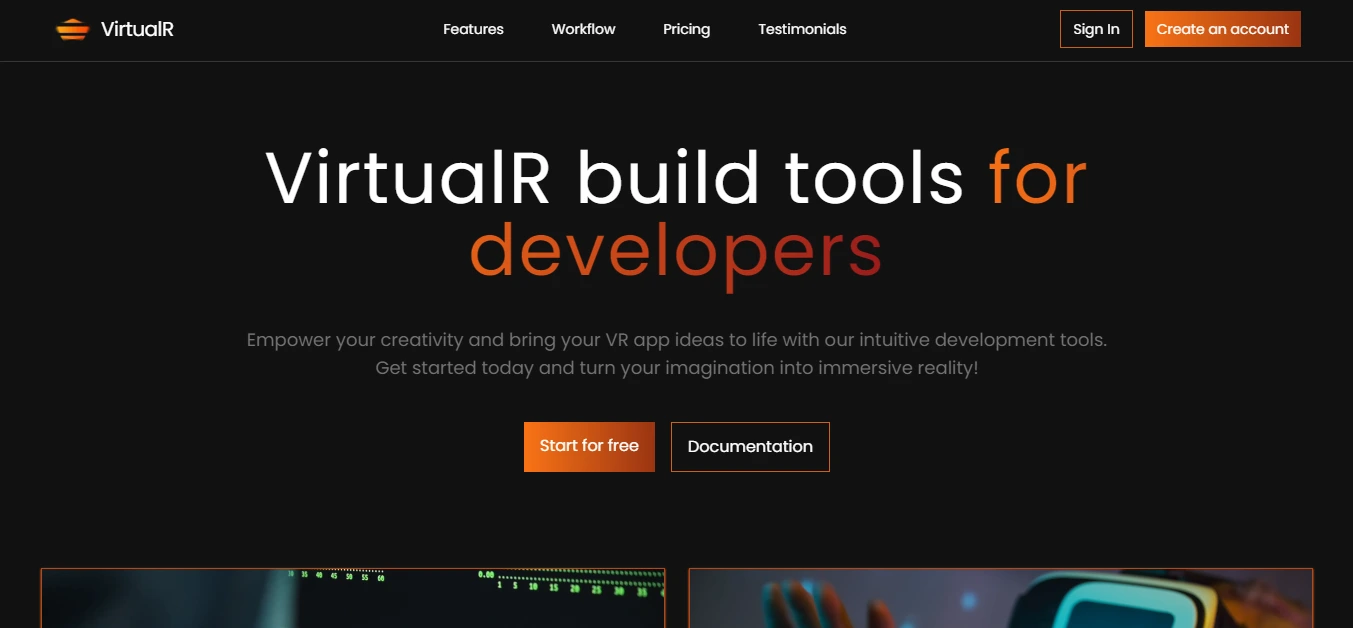 VirtualR
Features Workflow Pricing Testimonials
Sign In Create an account
VirtualR build tools for
developers
Empower your creativity and bring your VR app ideas to life with our intuitive development tools.
Get started today and turn your imagination into immersive reality!
Start for free Documentation
35 40 45 50 55 60
0.00
1 5 10 15 20 25 30 35